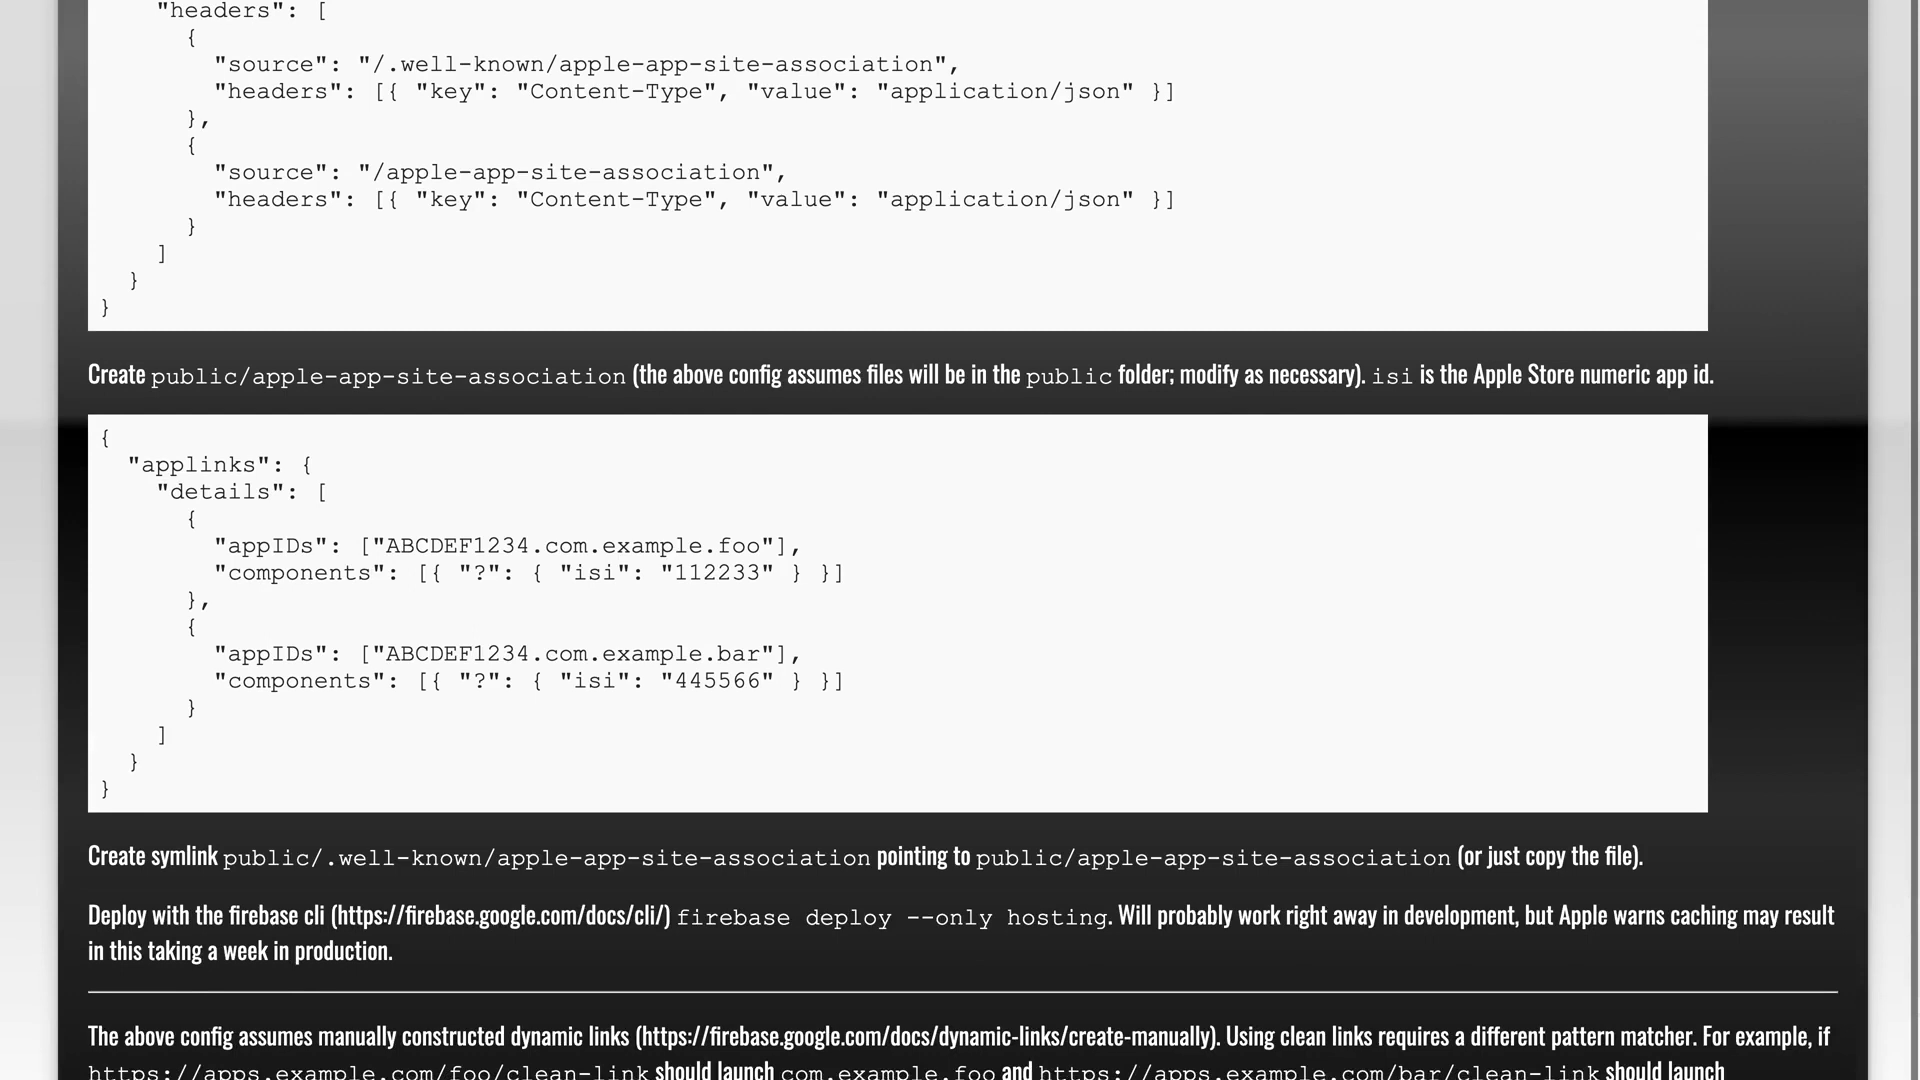 "headers": [
{
"source": "/.well-known/apple-app-site-association",
"headers": [{ "key": "Content-Type", "value": "application/json" }]
},
{
"source": "/apple-app-site-association",
"headers": [{ "key": "Content-Type", "value": "application/json" }]
}
]
}
}
Create public/apple-app-site-association (the above config assumes files will be in the public folder; modify as necessary). isi is the Apple Store numeric app id.
{
"applinks": {
"details": [
{
"appIDs": ["ABCDEF1234.com.example.foo"],
"components": [{ "?": { "isi": "112233" } }]
},
{
"appIDs": ["ABCDEF1234.com.example.bar"],
"components": [{ "?": { "isi": "445566" } }]
}
]
}
}
Create symlink public/.well-known/apple-app-site-association pointing to public/apple-app-site-association (or just copy the file).
Deploy with the firebase cli (https://firebase.google.com/docs/cli/) firebase deploy --only hosting. Will probably work right away in development, but Apple warns caching may result
in this taking a week in production.
The above config assumes manually constructed dynamic links (https://firebase.google.com/docs/dynamic-links/create-manually). Using clean links requires a different pattern matcher. For example, if
https://apps.example.com/foo/clean-link should launch com.example.foo and https://apps.example.com/bar/clean-link should launch